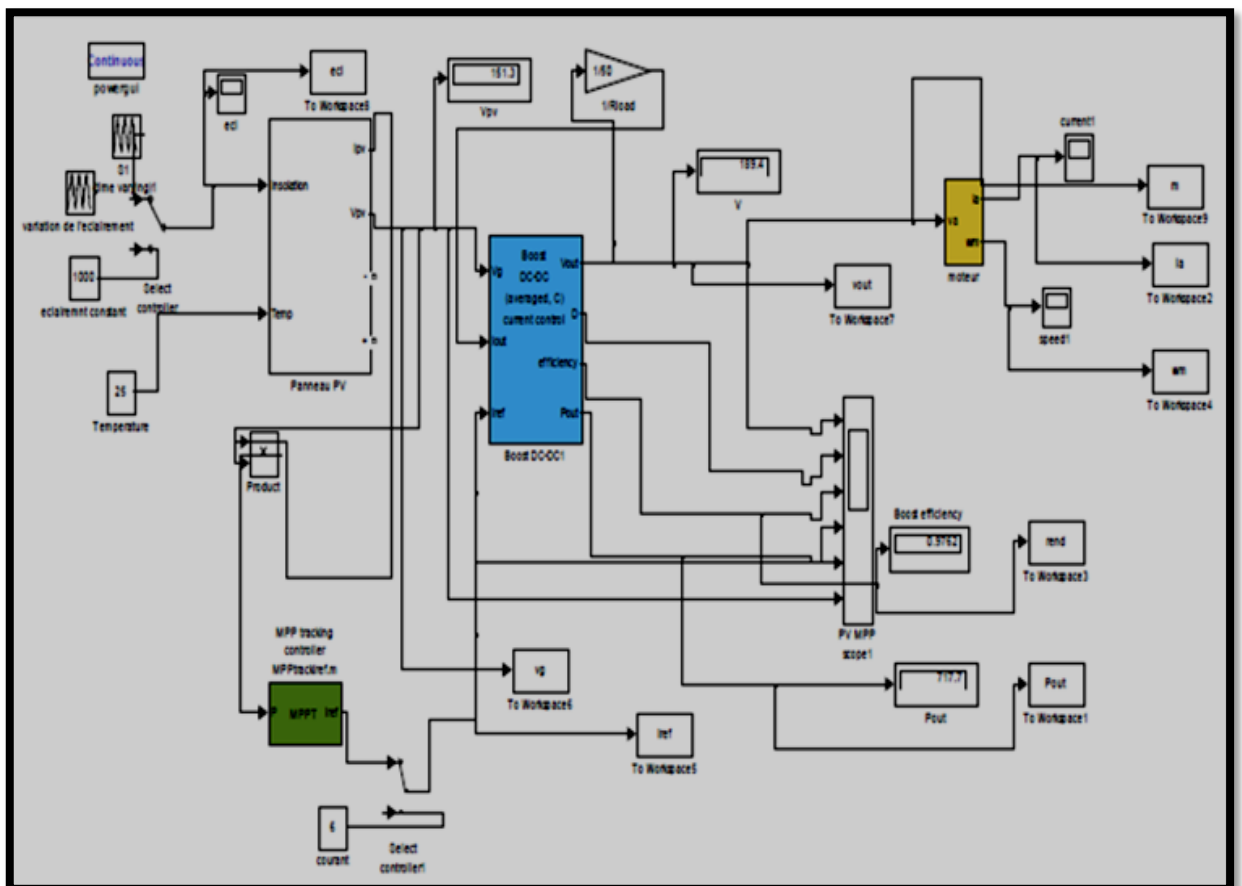 Continuous
powergui
ecl
To Workspace8
ecl
151.3
Vpv
1/50
1/Rload
189.4
V
current1
m
To Workspace9
variation de l'eclairement
1000
eclairemnt constant
Select
controller
25
Temperature
Insolation
Temp
Ipv
Vpv
- n
+ n
Panneau PV
Boost
DC-DC
(averaged, C)
current control
Vg
Iout
Iref
Vout
D
efficiency
Pout
Boost DC-DC1
vout
To Workspace7
va
ia
wm
moteur
Ia
To Workspace2
speed1
wm
To Workspace4
X
Product
PV MPP
scope1
Boost efficiency
0.9762
rend
To Workspace3
717.7
Pout
Pout
To Workspace1
MPP tracking
controller
MPPtrackIref.m
P
MPPT
Iref
vg
To Workspace6
Iref
To Workspace5
6
courant
Select
controller1